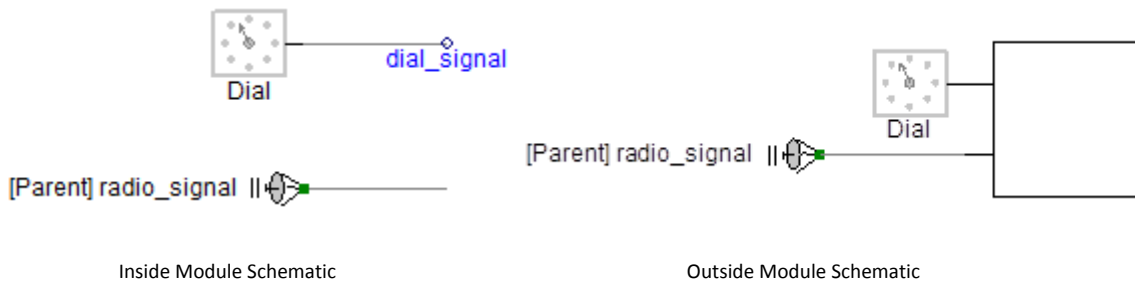 dial_signal
Dial
[Parent] radio_signal
Dial
[Parent] radio_signal
Inside Module Schematic
Outside Module Schematic